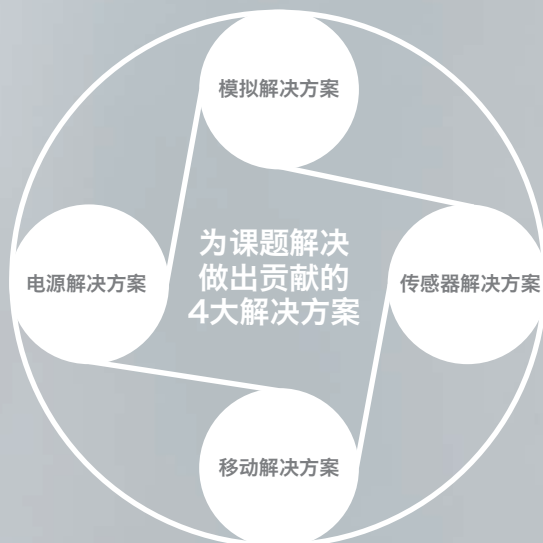 模拟解决方案
为课题解决
做出贡献的
4大解决方案
电源解决方案
传感器解决方案
移动解决方案